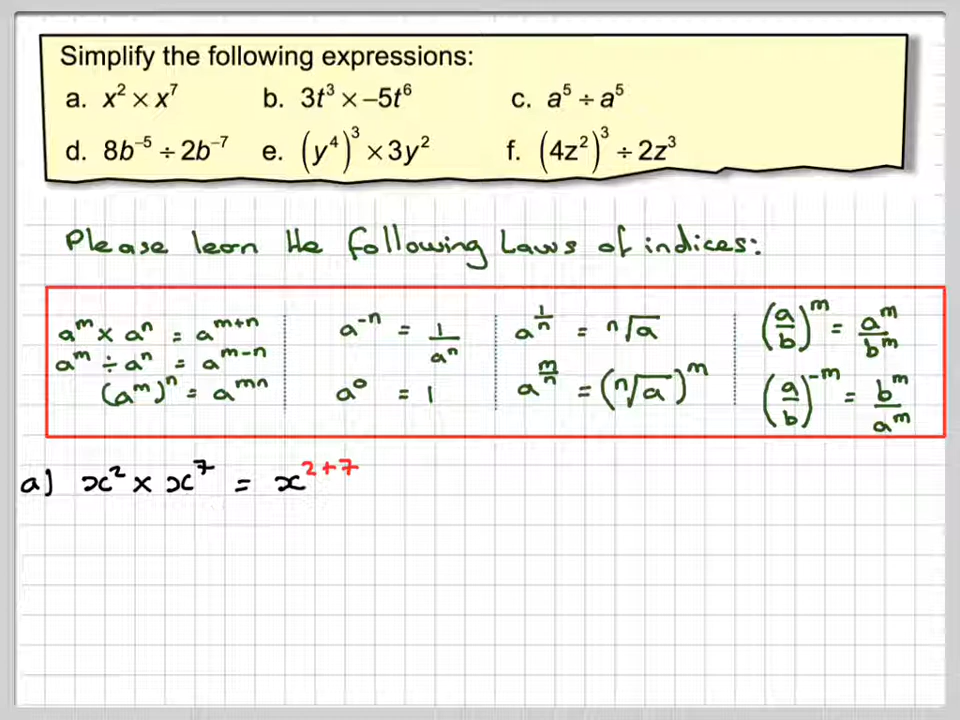 Simplify the following expressions:
a. x² × x⁷ b. 3t³ × –5t⁶ c. a⁵ ÷ a⁵
d. 8b⁻⁵ ÷ 2b⁻⁷ e. (y⁴)³ × 3y² f. (4z²)³ ÷ 2z³
Please learn the following Laws of indices:
aᵐ × aⁿ = aᵐ⁺ⁿ
aᵐ ÷ aⁿ = aᵐ⁻ⁿ
(aᵐ)ⁿ = aᵐⁿ
a⁻ⁿ = 1/aⁿ
a⁰ = 1
a^(1/n) = ⁿ√a
a^(m/n) = (ⁿ√a)ᵐ
(a/b)ᵐ = aᵐ/bᵐ
(a/b)⁻ᵐ = bᵐ/aᵐ
a) x² × x⁷ = x²⁺⁷